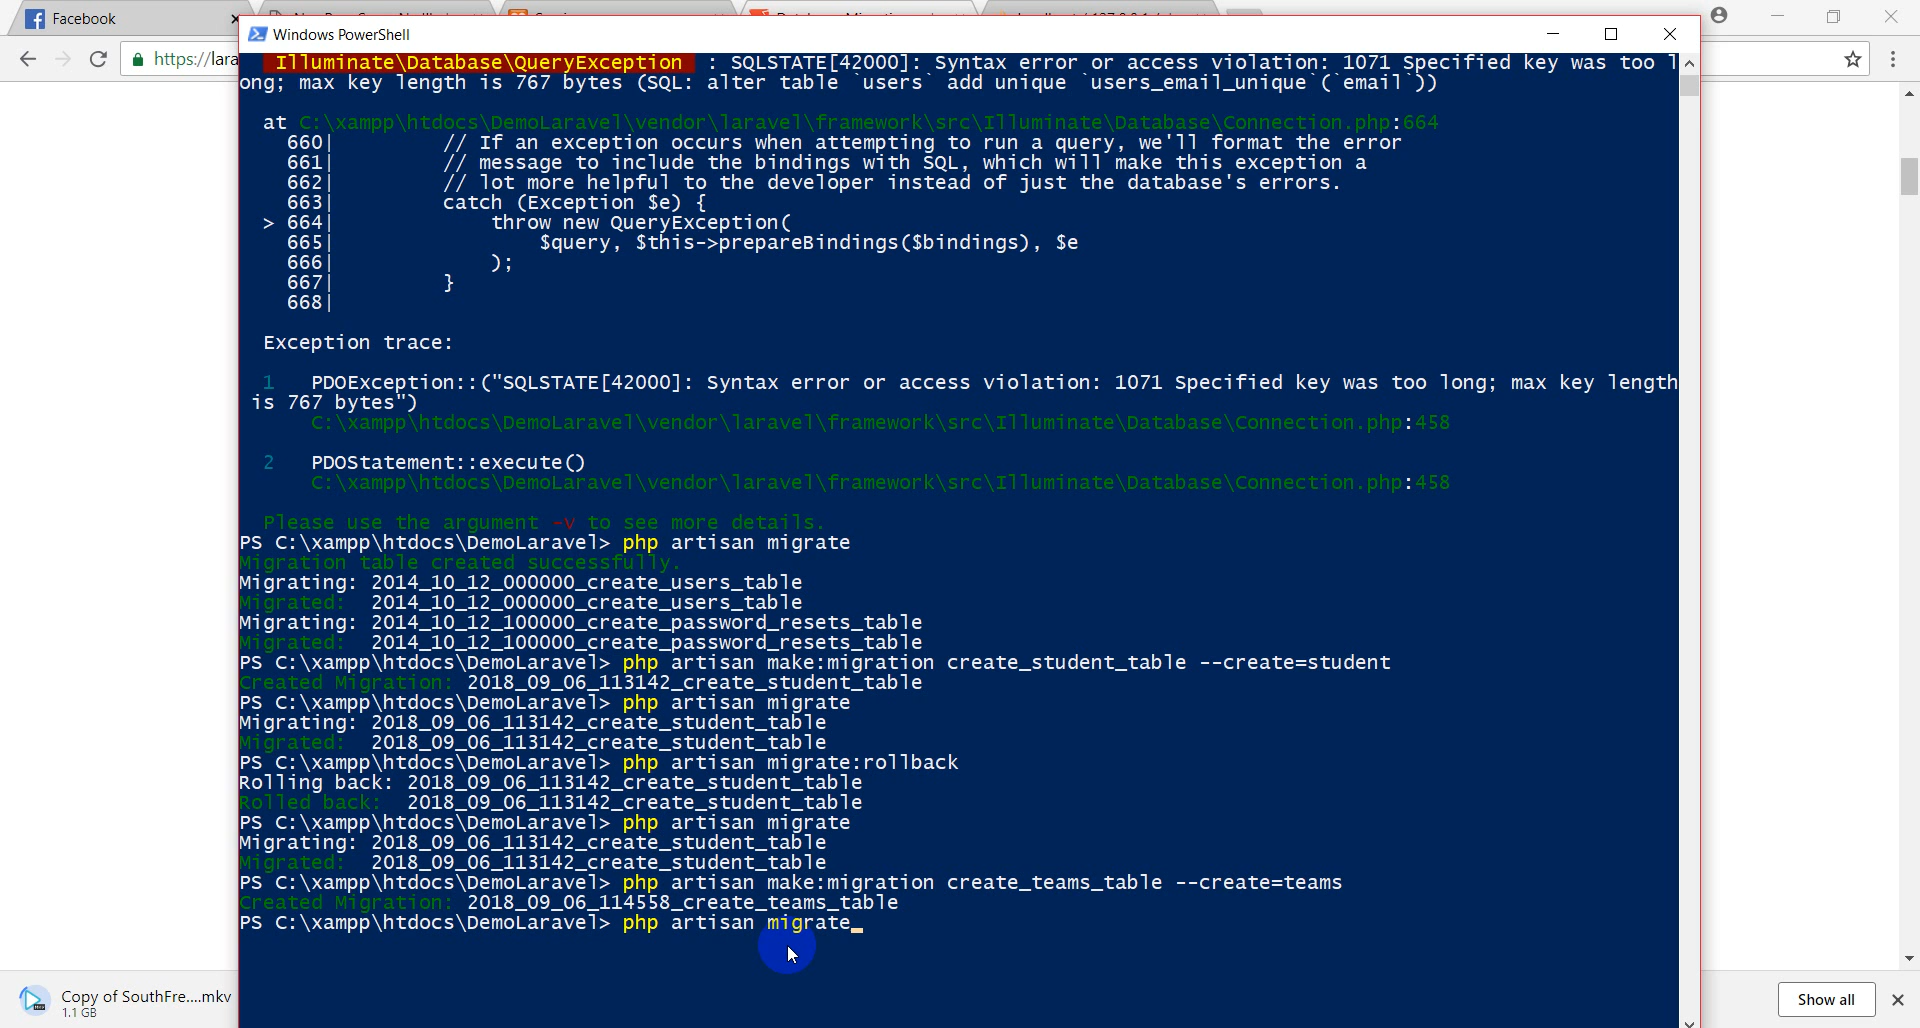 Facebook
https://lara
Windows PowerShell
Illuminate\Database\QueryException : SQLSTATE[42000]: Syntax error or access violation: 1071 Specified key was too l
ong; max key length is 767 bytes (SQL: alter table `users` add unique `users_email_unique`(`email`))
at C:\xampp\htdocs\DemoLaravel\vendor\laravel\framework\src\Illuminate\Database\Connection.php:664
660| // If an exception occurs when attempting to run a query, we'll format the error
661| // message to include the bindings with SQL, which will make this exception a
662| // lot more helpful to the developer instead of just the database's errors.
663| catch (Exception $e) {
> 664| throw new QueryException(
665| $query, $this->prepareBindings($bindings), $e
666| );
667| }
668|
Exception trace:
1 PDOException::("SQLSTATE[42000]: Syntax error or access violation: 1071 Specified key was too long; max key length
is 767 bytes")
C:\xampp\htdocs\DemoLaravel\vendor\laravel\framework\src\Illuminate\Database\Connection.php:458
2 PDOStatement::execute()
C:\xampp\htdocs\DemoLaravel\vendor\laravel\framework\src\Illuminate\Database\Connection.php:458
Please use the argument -v to see more details.
PS C:\xampp\htdocs\DemoLaravel> php artisan migrate
Migration table created successfully.
Migrating: 2014_10_12_000000_create_users_table
Migrated: 2014_10_12_000000_create_users_table
Migrating: 2014_10_12_100000_create_password_resets_table
Migrated: 2014_10_12_100000_create_password_resets_table
PS C:\xampp\htdocs\DemoLaravel> php artisan make:migration create_student_table --create=student
Created Migration: 2018_09_06_113142_create_student_table
PS C:\xampp\htdocs\DemoLaravel> php artisan migrate
Migrating: 2018_09_06_113142_create_student_table
Migrated: 2018_09_06_113142_create_student_table
PS C:\xampp\htdocs\DemoLaravel> php artisan migrate:rollback
Rolling back: 2018_09_06_113142_create_student_table
Rolled back: 2018_09_06_113142_create_student_table
PS C:\xampp\htdocs\DemoLaravel> php artisan migrate
Migrating: 2018_09_06_113142_create_student_table
Migrated: 2018_09_06_113142_create_student_table
PS C:\xampp\htdocs\DemoLaravel> php artisan make:migration create_teams_table --create=teams
Created Migration: 2018_09_06_114558_create_teams_table
PS C:\xampp\htdocs\DemoLaravel> php artisan migrate_
Copy of SouthFre....mkv
1.1 GB
Show all